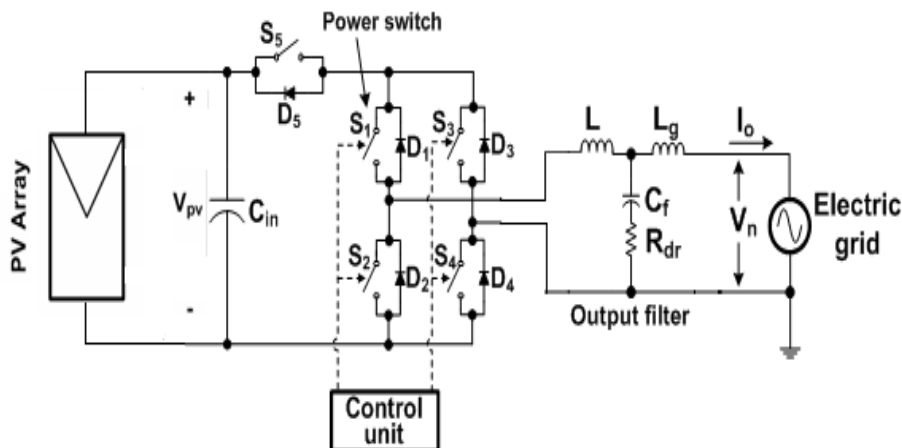 Power switch
S5
D5
PV Array
+
Vpv
-
Cin
S1
D1
S3
D3
S2
D2
S4
D4
L
Lg
Io
Cf
Rdr
Vn
Electric
grid
Output filter
Control
unit